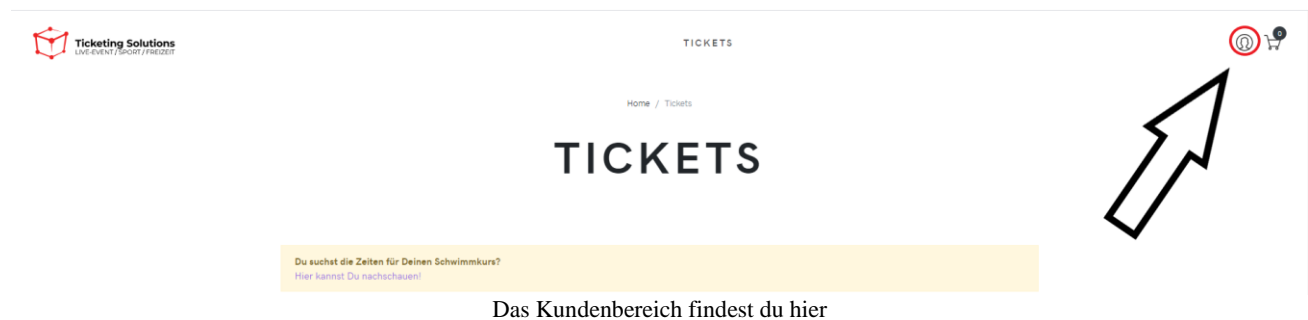 Ticketing Solutions
LIVE-EVENT / SPORT / FREIZEIT
TICKETS
0
Home / Tickets
TICKETS
Du suchst die Zeiten für Deinen Schwimmkurs?
Hier kannst Du nachschauen!
Das Kundenbereich findest du hier